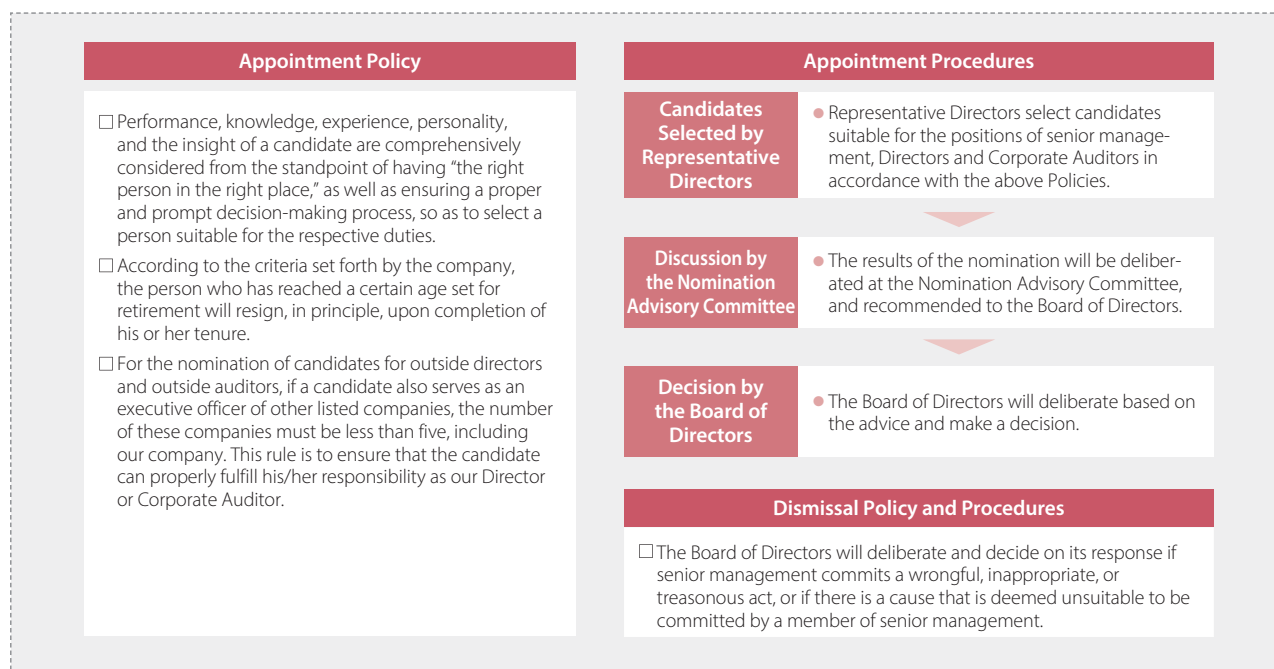 Appointment Policy
☐ Performance, knowledge, experience, personality,
and the insight of a candidate are comprehensively
considered from the standpoint of having “the right
person in the right place,” as well as ensuring a proper
and prompt decision-making process, so as to select a
person suitable for the respective duties.
☐ According to the criteria set forth by the company,
the person who has reached a certain age set for
retirement will resign, in principle, upon completion of
his or her tenure.
☐ For the nomination of candidates for outside directors
and outside auditors, if a candidate also serves as an
executive officer of other listed companies, the number
of these companies must be less than five, including
our company. This rule is to ensure that the candidate
can properly fulfill his/her responsibility as our Director
or Corporate Auditor.
Appointment Procedures
Candidates
Selected by
Representative
Directors
● Representative Directors select candidates
suitable for the positions of senior manage-
ment, Directors and Corporate Auditors in
accordance with the above Policies.
Discussion by
the Nomination
Advisory Committee
● The results of the nomination will be deliber-
ated at the Nomination Advisory Committee,
and recommended to the Board of Directors.
Decision by
the Board of
Directors
● The Board of Directors will deliberate based on
the advice and make a decision.
Dismissal Policy and Procedures
☐ The Board of Directors will deliberate and decide on its response if
senior management commits a wrongful, inappropriate, or
treasonous act, or if there is a cause that is deemed unsuitable to be
committed by a member of senior management.